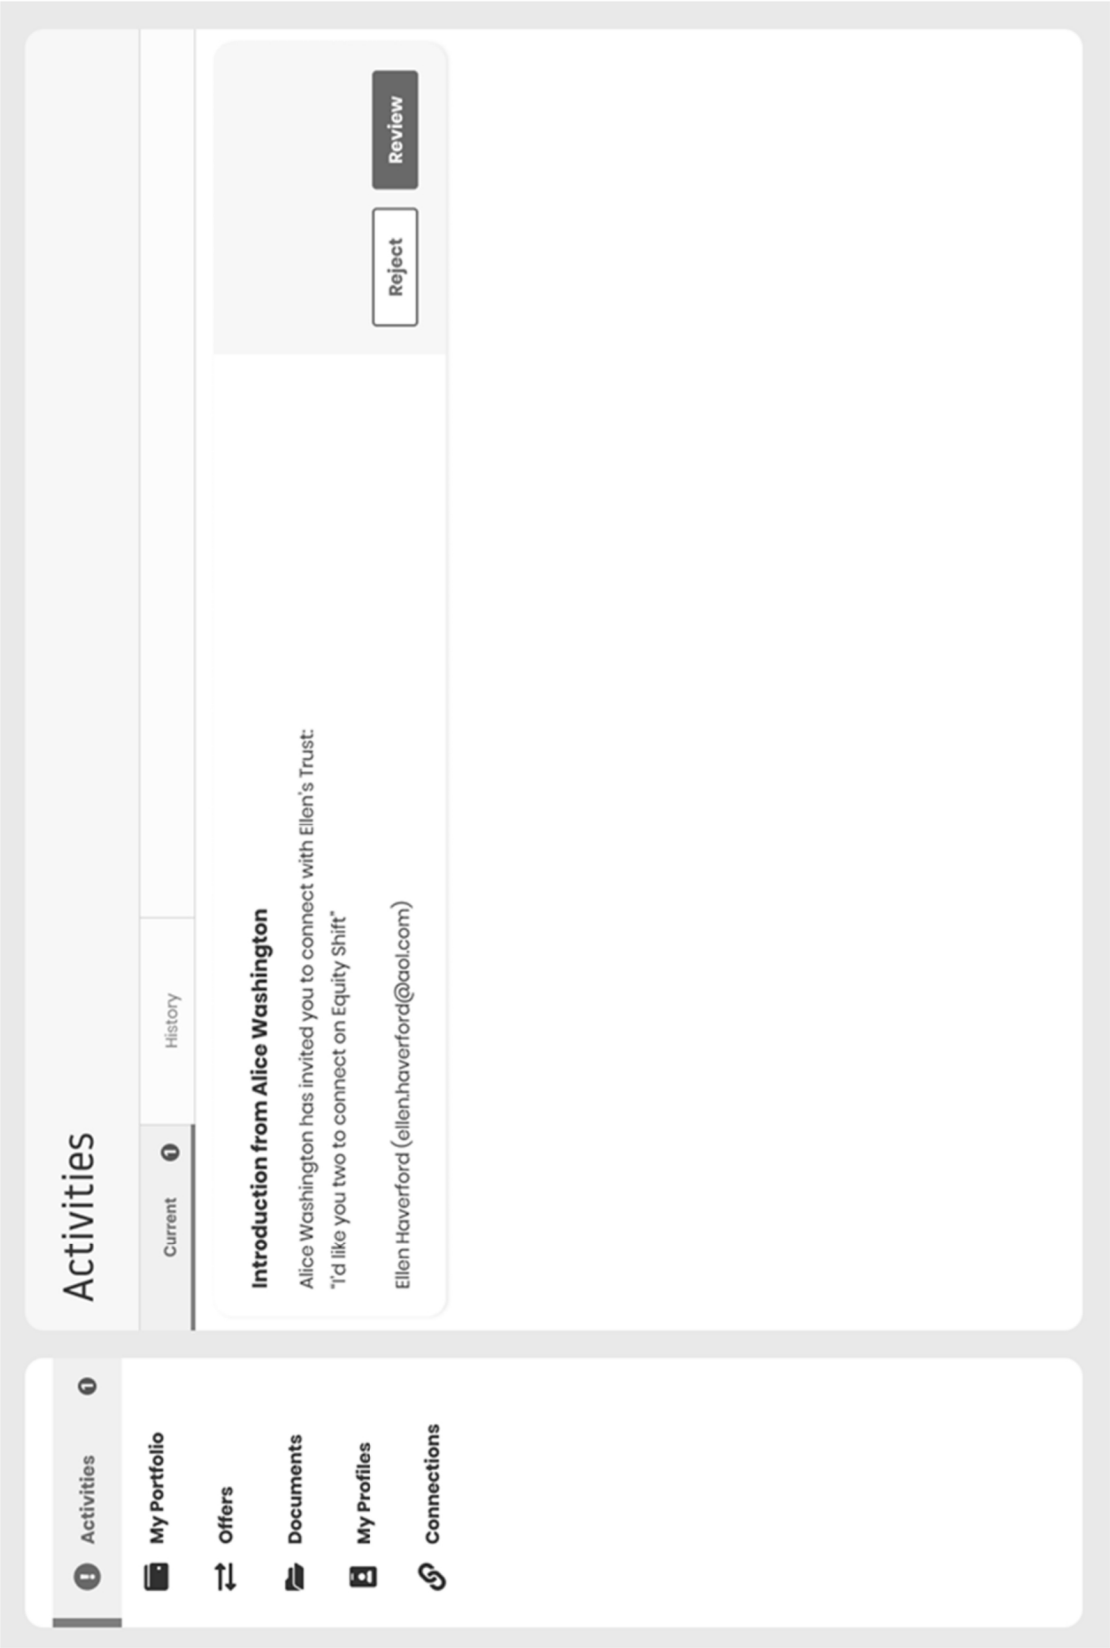 Activities 1
My Portfolio
Offers
Documents
My Profiles
Connections
Activities
Current 1
History
Introduction from Alice Washington
Alice Washington has invited you to connect with Ellen's Trust:
"I'd like you two to connect on Equity Shift"
Ellen Haverford (ellen.haverford@aol.com)
Reject
Review